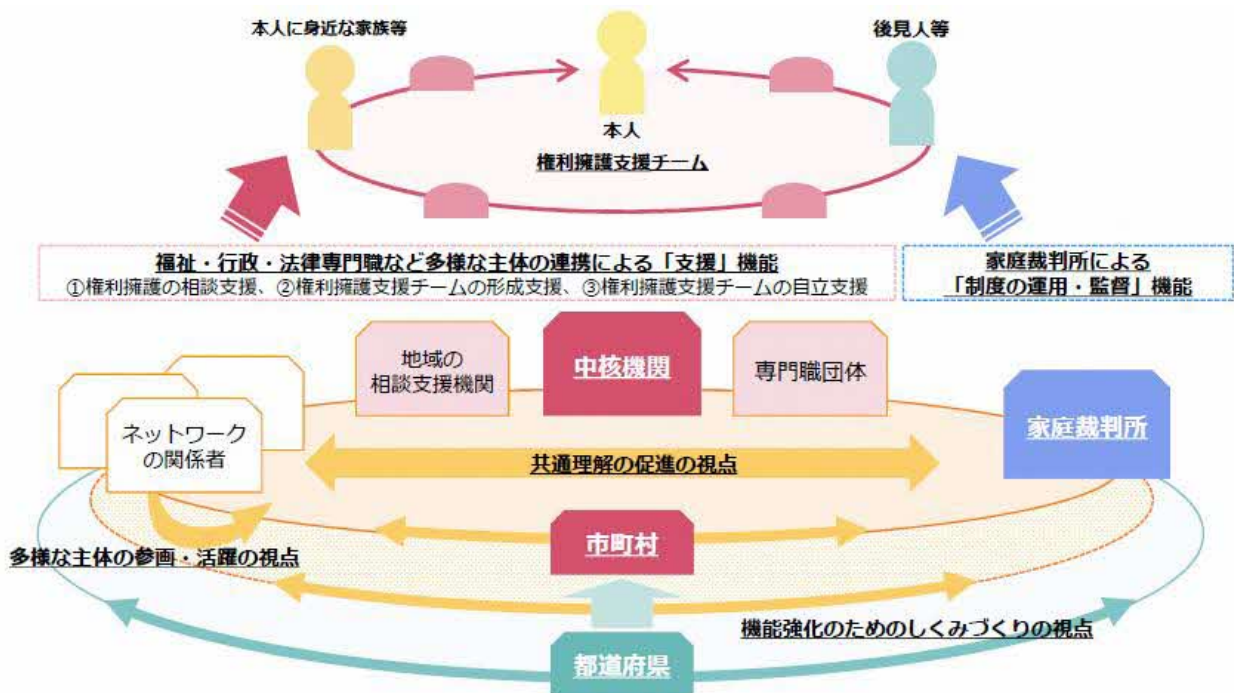 本人に身近な家族等
後見人等
本人
権利擁護支援チーム
福祉・行政・法律専門職など多様な主体の連携による「支援」機能
①権利擁護の相談支援、②権利擁護支援チームの形成支援、③権利擁護支援チームの自立支援
家庭裁判所による
「制度の運用・監督」機能
地域の
相談支援機関
中核機関
専門職団体
ネットワーク
の関係者
家庭裁判所
共通理解の促進の視点
市町村
多様な主体の参画・活躍の視点
機能強化のためのしくみづくりの視点
都道府県